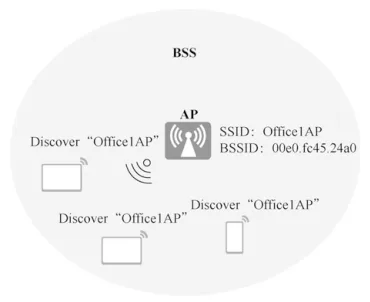 BSS
AP
SSID: Office1AP
BSSID: 00e0.fc45.24a0
Discover “Office1AP”
Discover “Office1AP”
Discover “Office1AP”